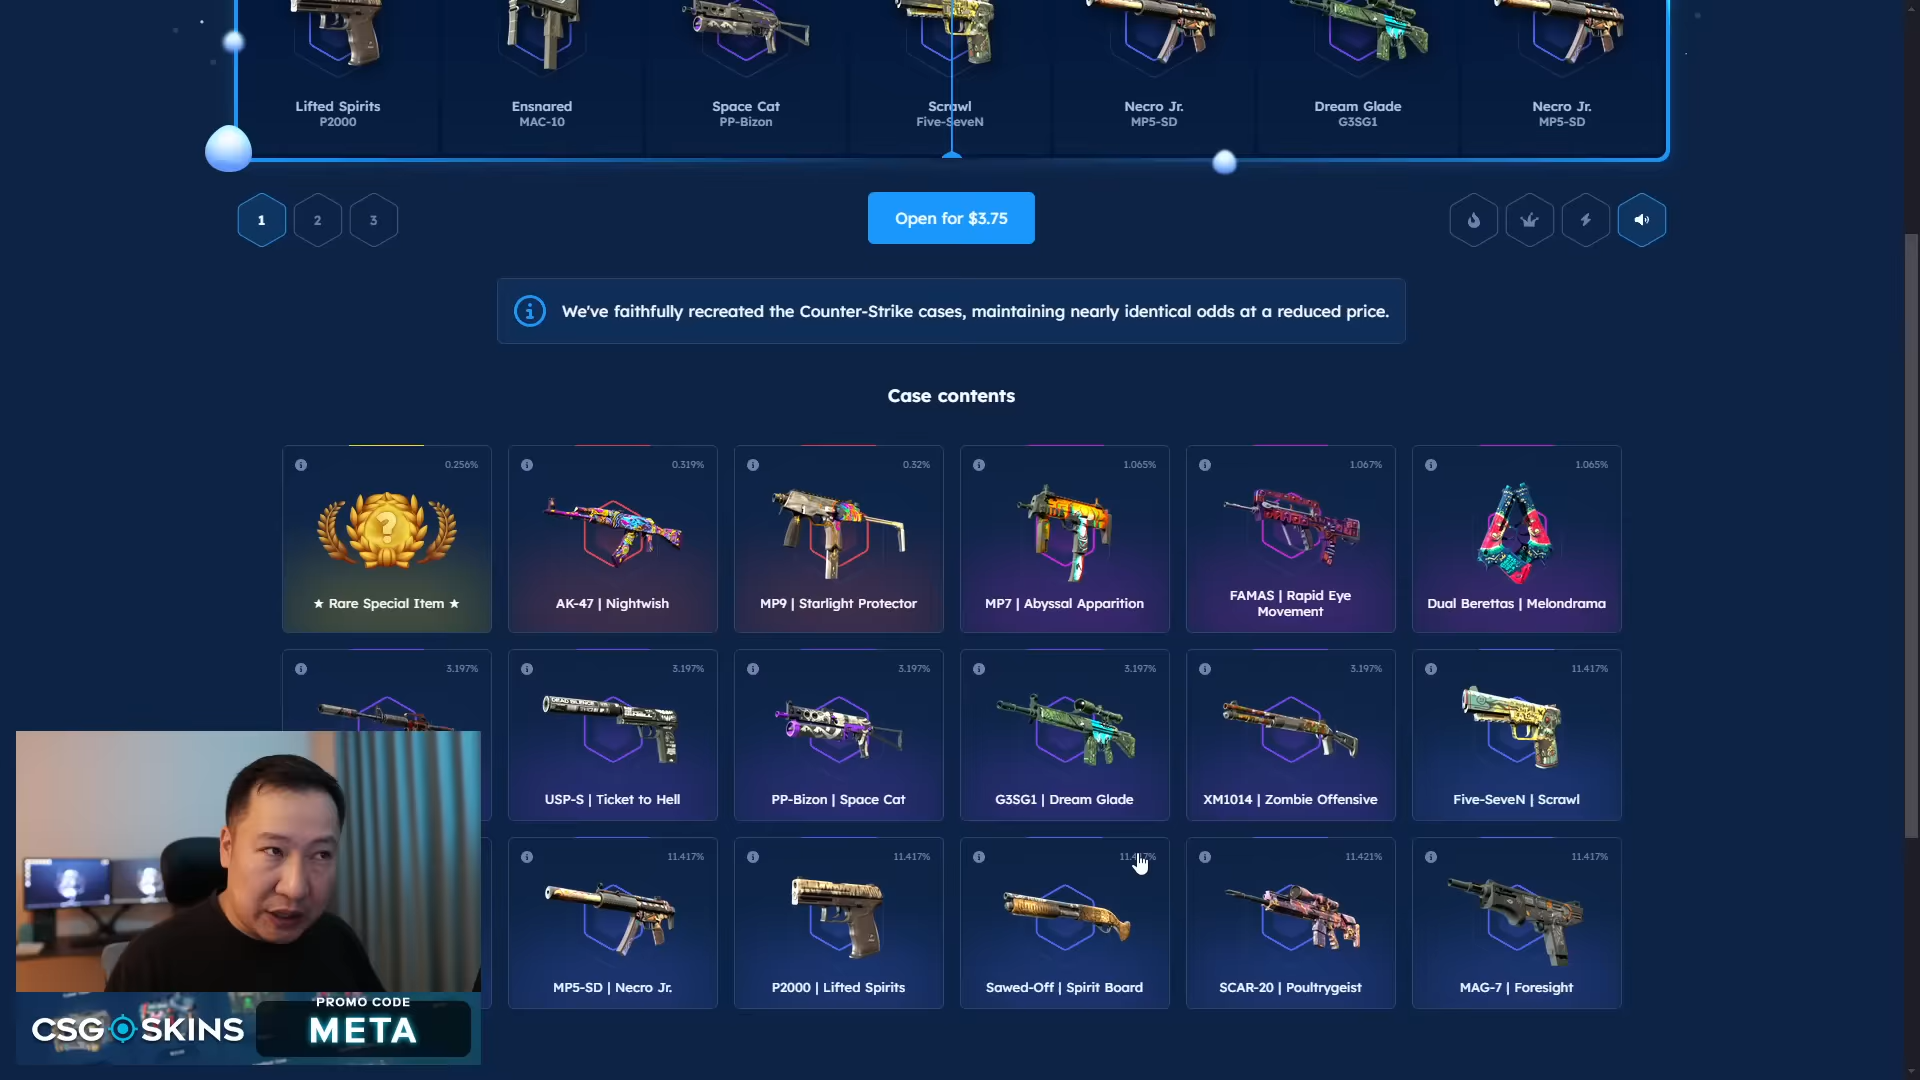 Lifted Spirits
P2000
Ensnared
MAC-10
Space Cat
PP-Bizon
Scrawl
Five-SeveN
Necro Jr.
MP5-SD
Dream Glade
G3SG1
Necro Jr.
MP5-SD
1
2
3
Open for $3.75
We've faithfully recreated the Counter-Strike cases, maintaining nearly identical odds at a reduced price.
Case contents
0.256%
★ Rare Special Item ★
0.319%
AK-47 | Nightwish
0.32%
MP9 | Starlight Protector
1.065%
MP7 | Abyssal Apparition
1.067%
FAMAS | Rapid Eye
Movement
1.065%
Dual Berettas | Melondrama
3.197%
3.197%
USP-S | Ticket to Hell
3.197%
PP-Bizon | Space Cat
3.197%
G3SG1 | Dream Glade
3.197%
XM1014 | Zombie Offensive
11.417%
Five-SeveN | Scrawl
11.417%
MP5-SD | Necro Jr.
11.417%
P2000 | Lifted Spirits
Sawed-Off | Spirit Board
11.421%
SCAR-20 | Poultrygeist
11.417%
MAG-7 | Foresight
CSG SKINS
PROMO CODE
META